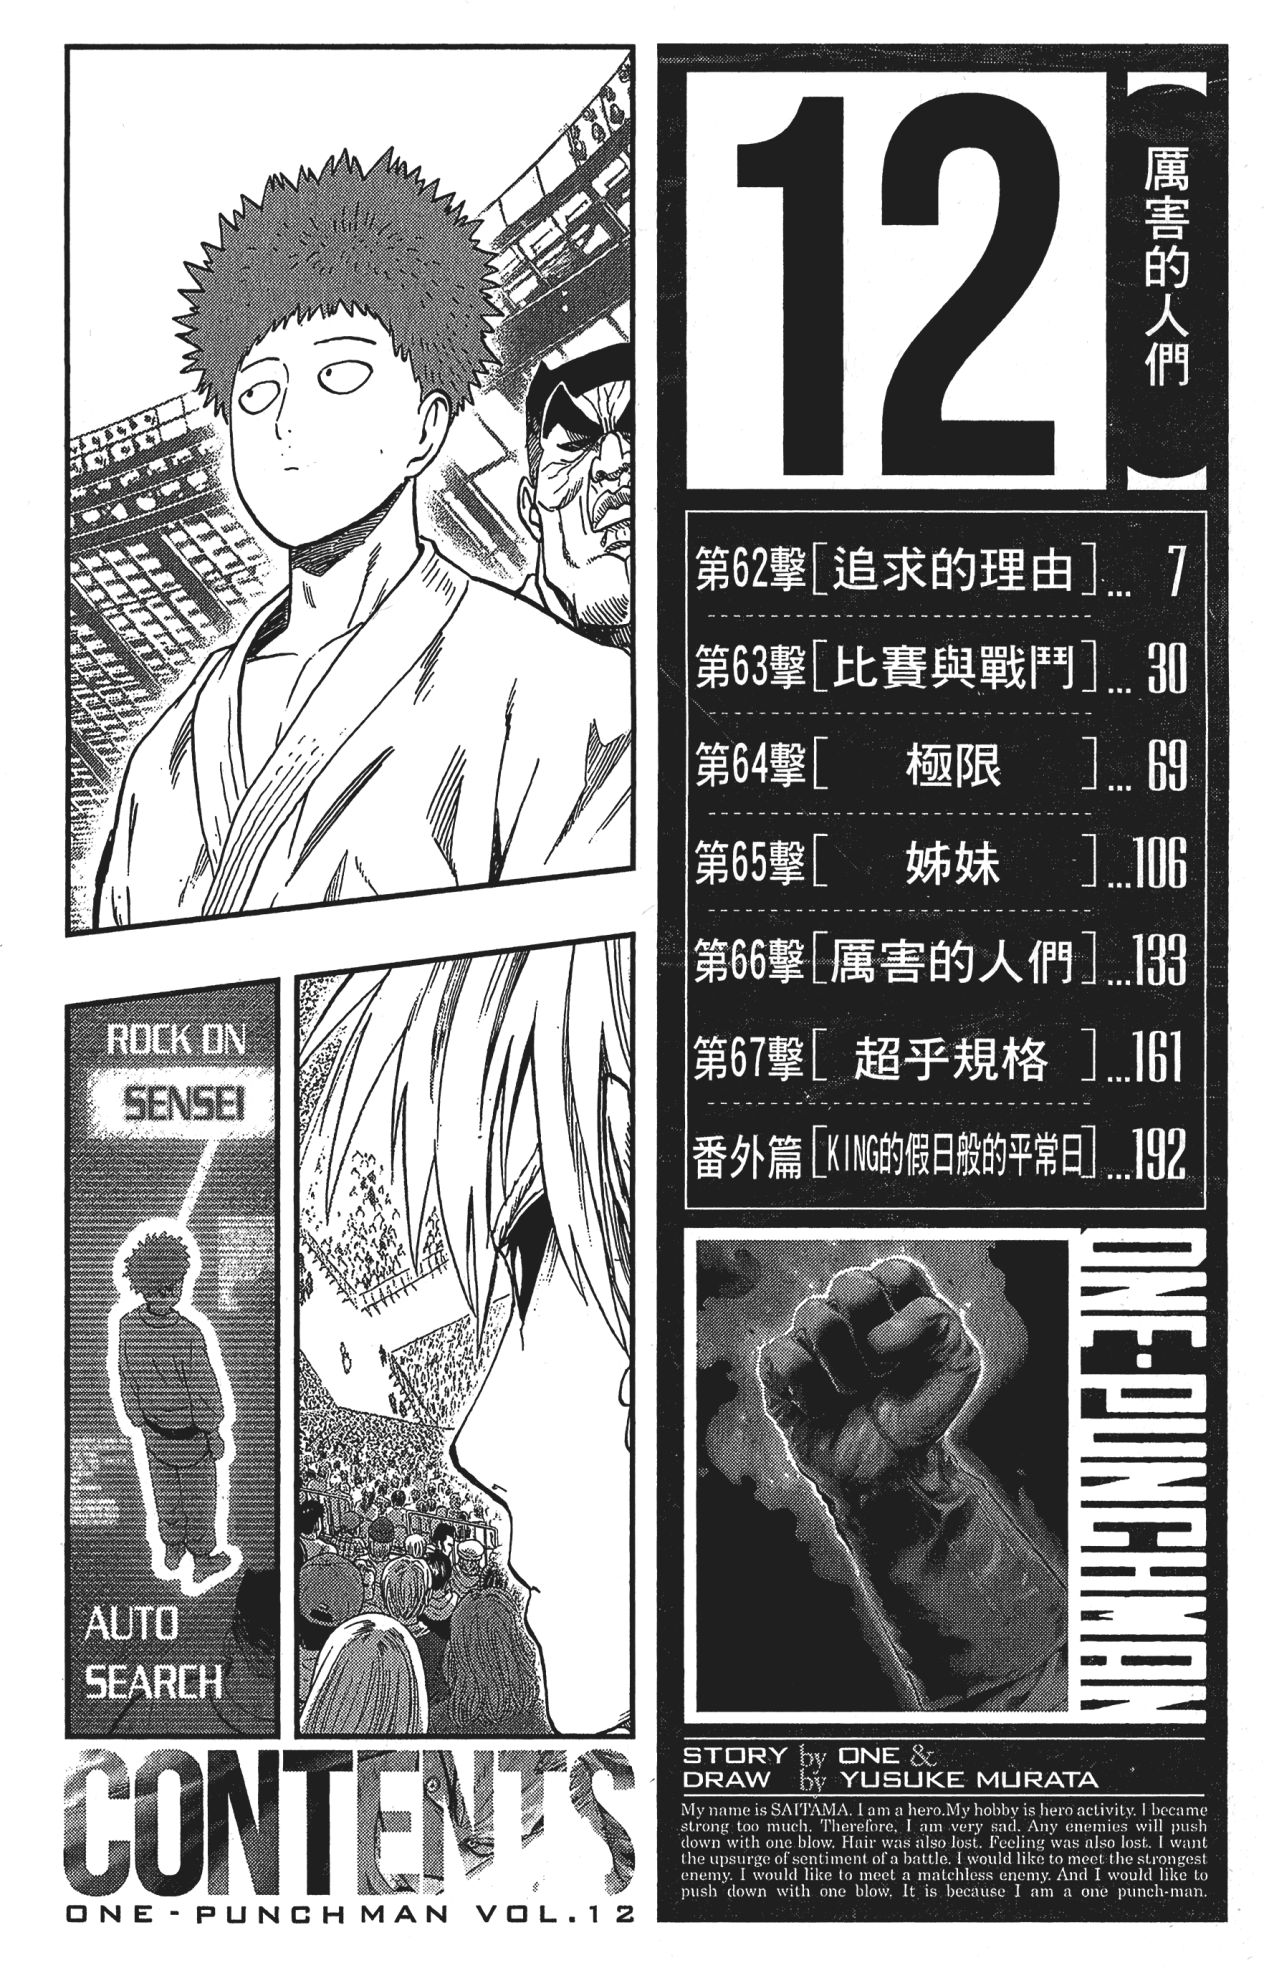 12
厲害的人們
第62擊[追求的理由]...7
第63擊[比賽與戰鬥]...30
第64擊[極限]...69
第65擊[姊妹]...106
第66擊[厲害的人們]...133
第67擊[超乎規格]...161
番外篇[KING的假日般的平常日]...192
ONE-PUNCHMAN
STORY by ONE &
DRAW by YUSUKE MURATA
My name is SAITAMA. I am a hero.My hobby is hero activity. I became
strong too much. Therefore, I am very sad. Any enemies will push
down with one blow. Hair was also lost. Feeling was also lost. I want
the upsurge of sentiment of a battle. I would like to meet the strongest
enemy. I would like to meet a matchless enemy. And I would like to
push down with one blow. It is because I am a one punch-man.
ROCK ON
SENSEI
AUTO
SEARCH
CONTENTS
ONE-PUNCHMAN VOL.12